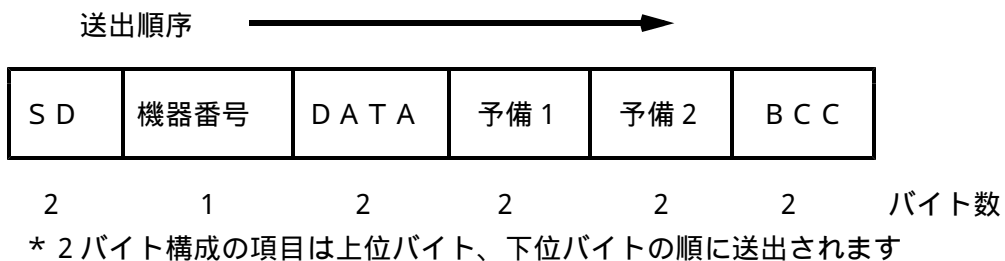 送出順序
ＳＤ 機器番号 ＤＡＴＡ 予備１ 予備２ ＢＣＣ
2 1 2 2 2 2 バイト数
* ２バイト構成の項目は上位バイト、下位バイトの順に送出されます